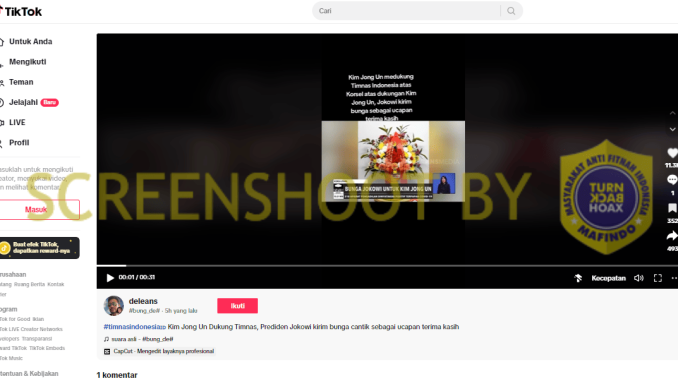 TikTok
Cari
Untuk Anda
Mengikuti
Teman
Jelajahi Baru
LIVE
Profil
asuklah untuk mengikuti
eator, menyukai video,
n melihat komentar.
Masuk
Buat efek TikTok,
dapatkan reward-nya
rusahaan
ntang Ruang Berita Kontak
ogram
Tok for Good Iklan
Tok LIVE Creator Networks
velopers Transparansi
ward TikTok TikTok Embeds
Tok Music
tentuan & Kebijakan
Kim Jong Un medukung
Timnas Indonesia atas
Korsel atas dukungan Kim
Jong Un, Jokowi kirim
bunga sebagai ucapan
terima kasih
BUNGA JOKOWI UNTUK KIM JONG UN
SCREENSHOOT BY
MASYARAKAT ANTI FITNAH INDONESIA
TURN
BACK
HOAX
MAFINDO
11.3
1
352
493
00:01 / 00:31
Kecepatan
deleans
#bung_de# · 5h yang lalu
Ikuti
#timnasindonesia Kim Jong Un Dukung Timnas, Prediden Jokowi kirim bunga cantik sebagai ucapan terima kasih
suara asli - #bung_de#
CapCut · Mengedit layaknya profesional
1 komentar